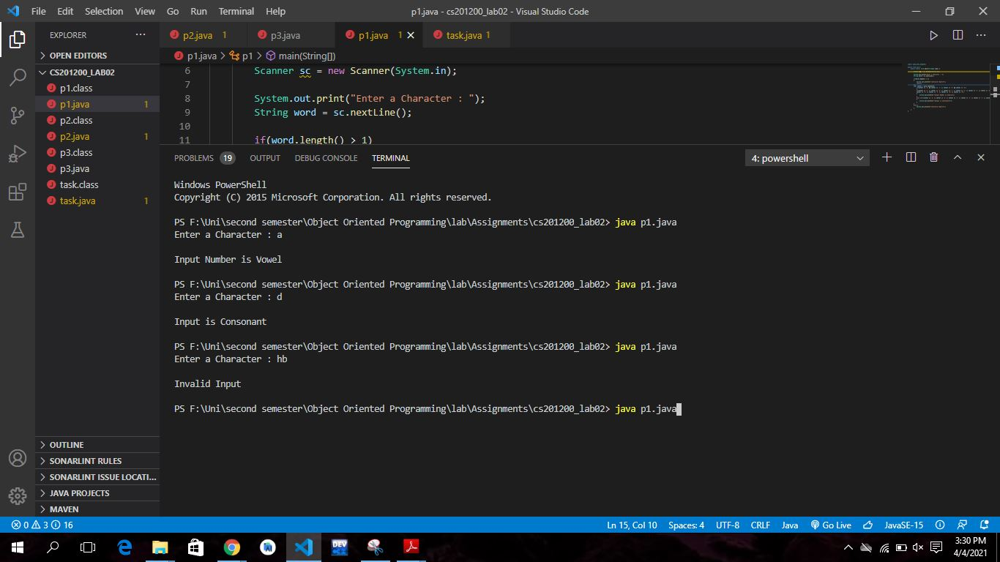 File Edit Selection View Go Run Terminal Help p1.java - cs201200_lab02 - Visual Studio Code
EXPLORER ...
p2.java 1 p3.java p1.java 1 task.java 1
OPEN EDITORS
p1.java > p1 > main(String[])
CS201200_LAB02
p1.class
p1.java 1
p2.class
p2.java 1
p3.class
p3.java
task.class
task.java 1
6 Scanner sc = new Scanner(System.in);
7
8 System.out.print("Enter a Character : ");
9 String word = sc.nextLine();
10
11 if(word.length() > 1)
PROBLEMS 19 OUTPUT DEBUG CONSOLE TERMINAL 4: powershell
Windows PowerShell
Copyright (C) 2015 Microsoft Corporation. All rights reserved.
PS F:\Uni\second semester\Object Oriented Programming\lab\Assignments\cs201200_lab02> java p1.java
Enter a Character : a
Input Number is Vowel
PS F:\Uni\second semester\Object Oriented Programming\lab\Assignments\cs201200_lab02> java p1.java
Enter a Character : d
Input is Consonant
PS F:\Uni\second semester\Object Oriented Programming\lab\Assignments\cs201200_lab02> java p1.java
Enter a Character : hb
Invalid Input
PS F:\Uni\second semester\Object Oriented Programming\lab\Assignments\cs201200_lab02> java p1.java
OUTLINE
SONARLINT RULES
SONARLINT ISSUE LOCATI...
JAVA PROJECTS
MAVEN
0 3 16 Ln 15, Col 10 Spaces: 4 UTF-8 CRLF Java Go Live JavaSE-15
DEV
3:30 PM
4/4/2021